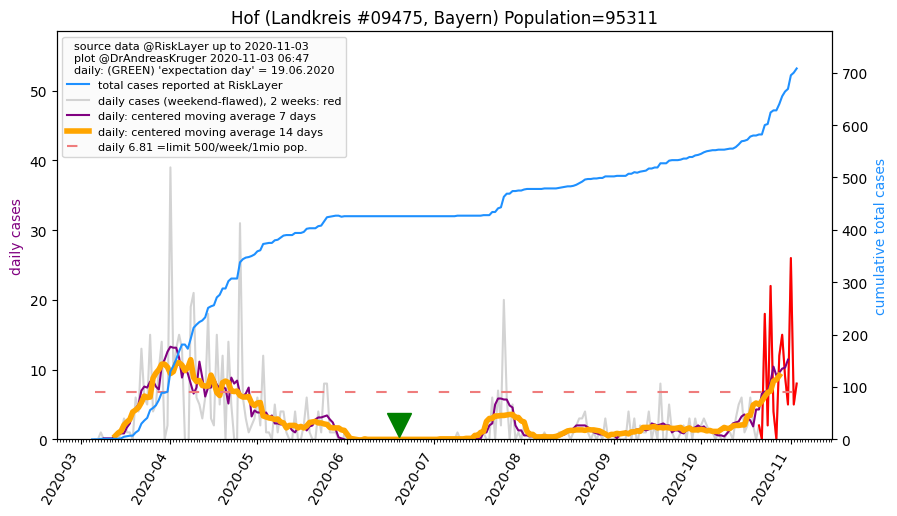 Hof (Landkreis #09475, Bayern) Population=95311
source data @RiskLayer up to 2020-11-03
plot @DrAndreasKruger 2020-11-03 06:47
daily: (GREEN) 'expectation day' = 19.06.2020
total cases reported at RiskLayer
daily cases (weekend-flawed), 2 weeks: red
daily: centered moving average 7 days
daily: centered moving average 14 days
daily 6.81 =limit 500/week/1mio pop.
daily cases
50
40
30
20
10
0
700
600
500
400
300
200
100
0
cumulative total cases
2020-03
2020-04
2020-05
2020-06
2020-07
2020-08
2020-09
2020-10
2020-11